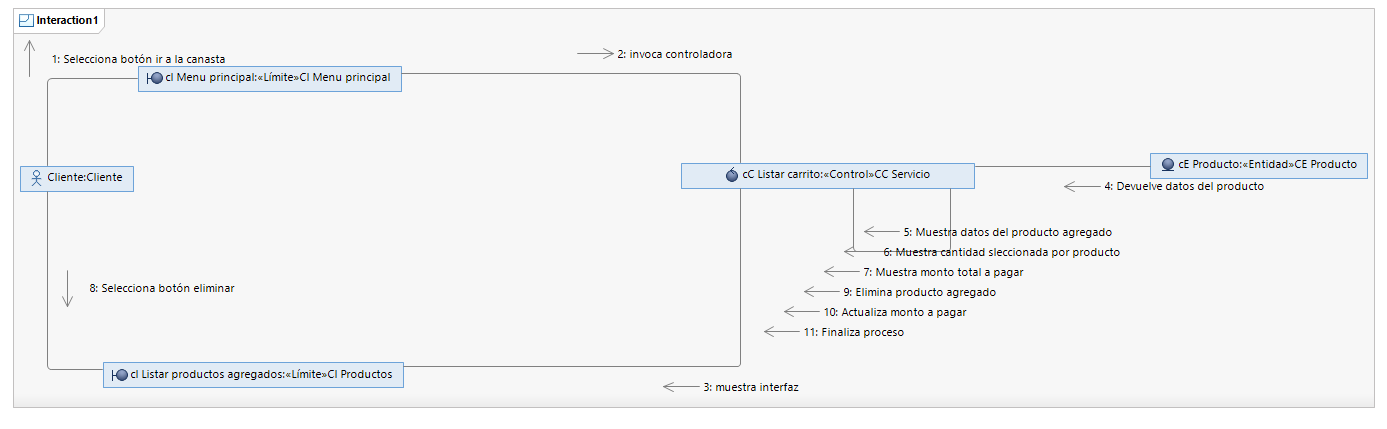 Interaction1
1: Selecciona botón ir a la canasta
2: invoca controladora
cI Menu principal:«Límite»CI Menu principal
Cliente:Cliente
cC Listar carrito:«Control»CC Servicio
cE Producto:«Entidad»CE Producto
4: Devuelve datos del producto
5: Muestra datos del producto agregado
6: Muestra cantidad sleccionada por producto
7: Muestra monto total a pagar
8: Selecciona botón eliminar
9: Elimina producto agregado
10: Actualiza monto a pagar
11: Finaliza proceso
cI Listar productos agregados:«Límite»CI Productos
3: muestra interfaz